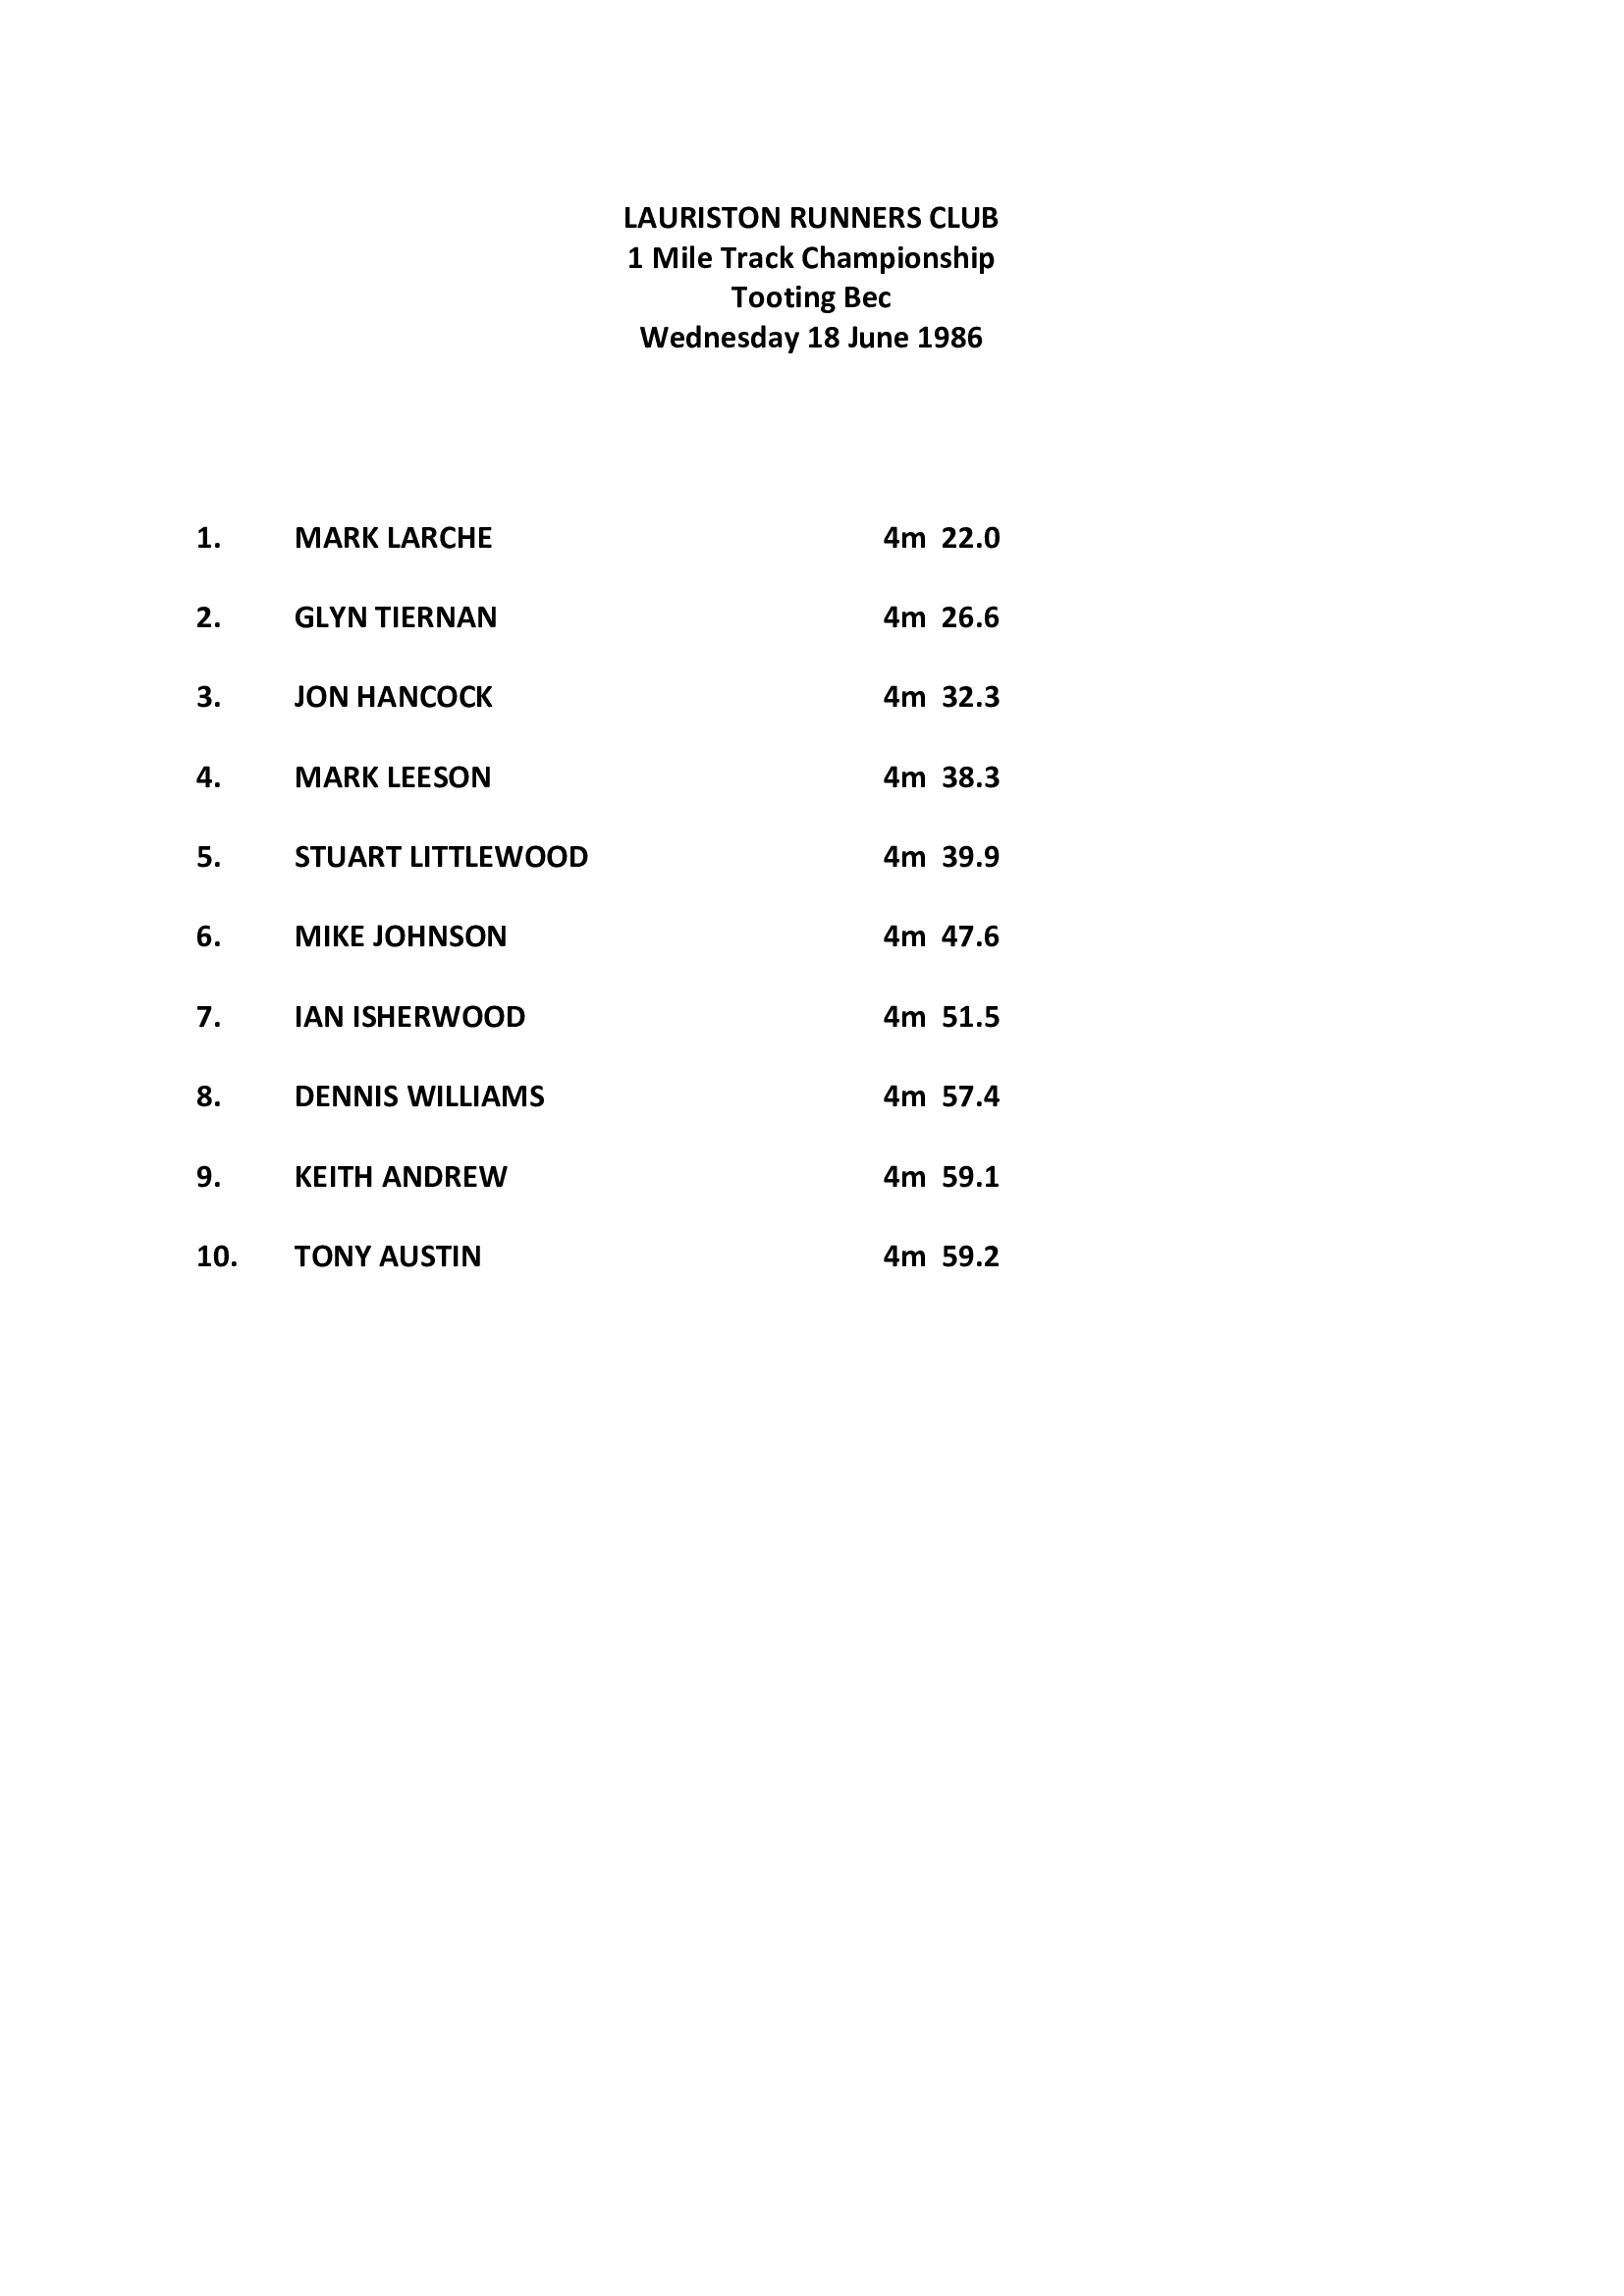 LAURISTON RUNNERS CLUB
1 Mile Track Championship
Tooting Bec
Wednesday 18 June 1986
1. MARK LARCHE 4m 22.0
2. GLYN TIERNAN 4m 26.6
3. JON HANCOCK 4m 32.3
4. MARK LEESON 4m 38.3
5. STUART LITTLEWOOD 4m 39.9
6. MIKE JOHNSON 4m 47.6
7. IAN ISHERWOOD 4m 51.5
8. DENNIS WILLIAMS 4m 57.4
9. KEITH ANDREW 4m 59.1
10. TONY AUSTIN 4m 59.2